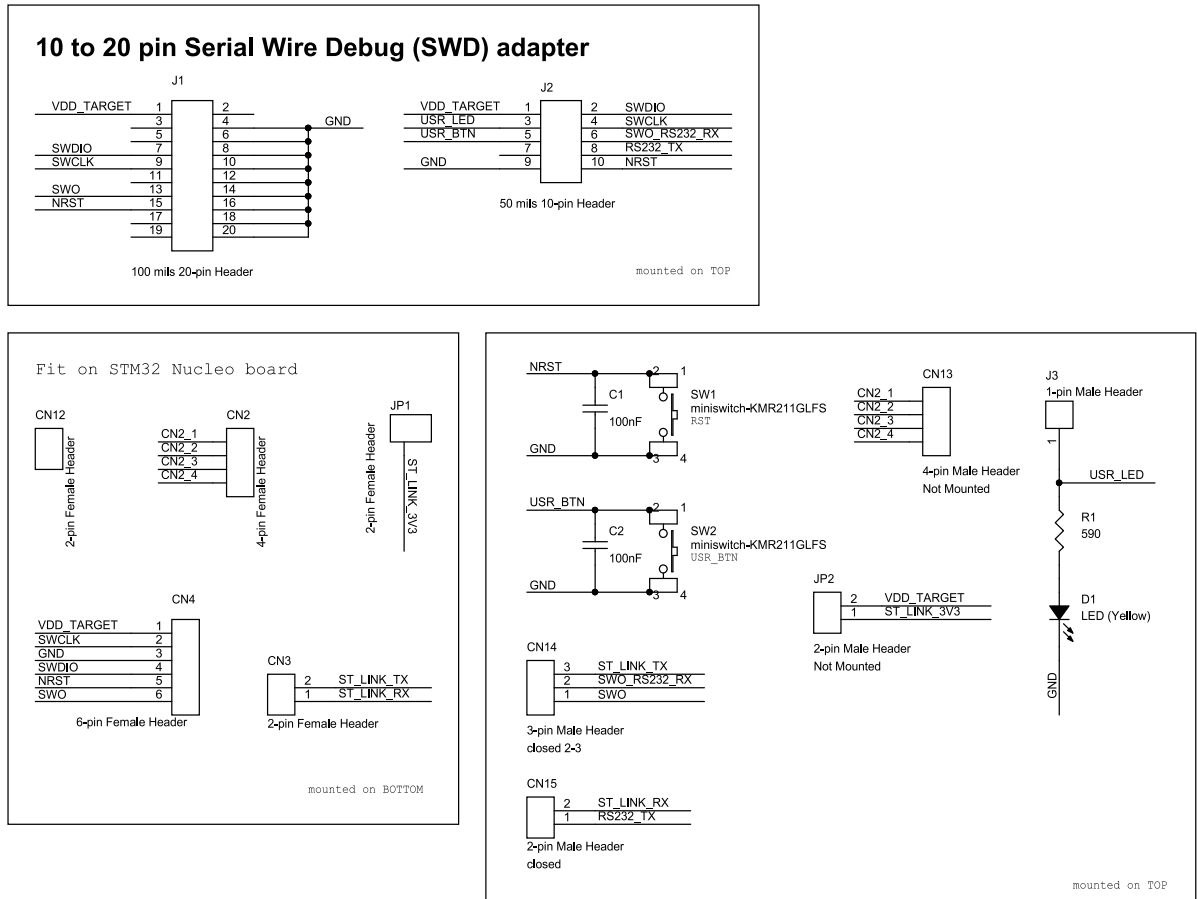 10 to 20 pin Serial Wire Debug (SWD) adapter
J1
VDD_TARGET 1 2
3 4 GND
5 6
SWDIO 7 8
SWCLK 9 10
11 12
SWO 13 14
NRST 15 16
17 18
19 20
100 mils 20-pin Header
J2
VDD_TARGET 1 2 SWDIO
USR_LED 3 4 SWCLK
USR_BTN 5 6 SWO_RS232_RX
7 8 RS232_TX
GND 9 10 NRST
50 mils 10-pin Header
mounted on TOP
Fit on STM32 Nucleo board
CN12
2-pin Female Header
CN2
CN2_1
CN2_2
CN2_3
CN2_4
4-pin Female Header
JP1
2-pin Female Header
ST_LINK_3V3
CN4
VDD_TARGET 1
SWCLK 2
GND 3
SWDIO 4
NRST 5
SWO 6
6-pin Female Header
CN3
2 ST_LINK_TX
1 ST_LINK_RX
2-pin Female Header
mounted on BOTTOM
NRST 2 1
C1
100nF
SW1
miniswitch-KMR211GLFS
RST
GND 3 4
USR_BTN 2 1
C2
100nF
SW2
miniswitch-KMR211GLFS
USR_BTN
GND 3 4
CN14
3 ST_LINK_TX
2 SWO_RS232_RX
1 SWO
3-pin Male Header
closed 2-3
CN15
2 ST_LINK_RX
1 RS232_TX
2-pin Male Header
closed
CN13
CN2_1
CN2_2
CN2_3
CN2_4
4-pin Male Header
Not Mounted
JP2
2 VDD_TARGET
1 ST_LINK_3V3
2-pin Male Header
Not Mounted
J3
1-pin Male Header
1
USR_LED
R1
590
D1
LED (Yellow)
GND
mounted on TOP